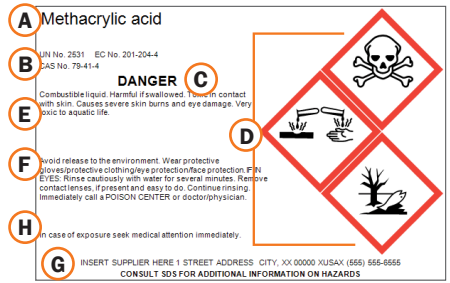 A Methacrylic acid
B UN No. 2531 EC No. 201-204-4
CAS No. 79-41-4
DANGER C
Combustible liquid. Harmful if swallowed. in contact
E with skin. Causes severe skin burns and eye damage. Very
toxic to aquatic life.
D
F Avoid release to the environment. Wear protective
gloves/protective clothing/eye protection/face protection. IF IN
EYES: Rinse cautiously with water for several minutes. Remove
contact lenses, if present and easy to do. Continue rinsing.
Immediately call a POISON CENTER or doctor/physician.
H In case of exposure seek medical attention immediately.
G INSERT SUPPLIER HERE 1 STREET ADDRESS CITY, XX 00000 XUSAX (555) 555-5555
CONSULT SDS FOR ADDITIONAL INFORMATION ON HAZARDS